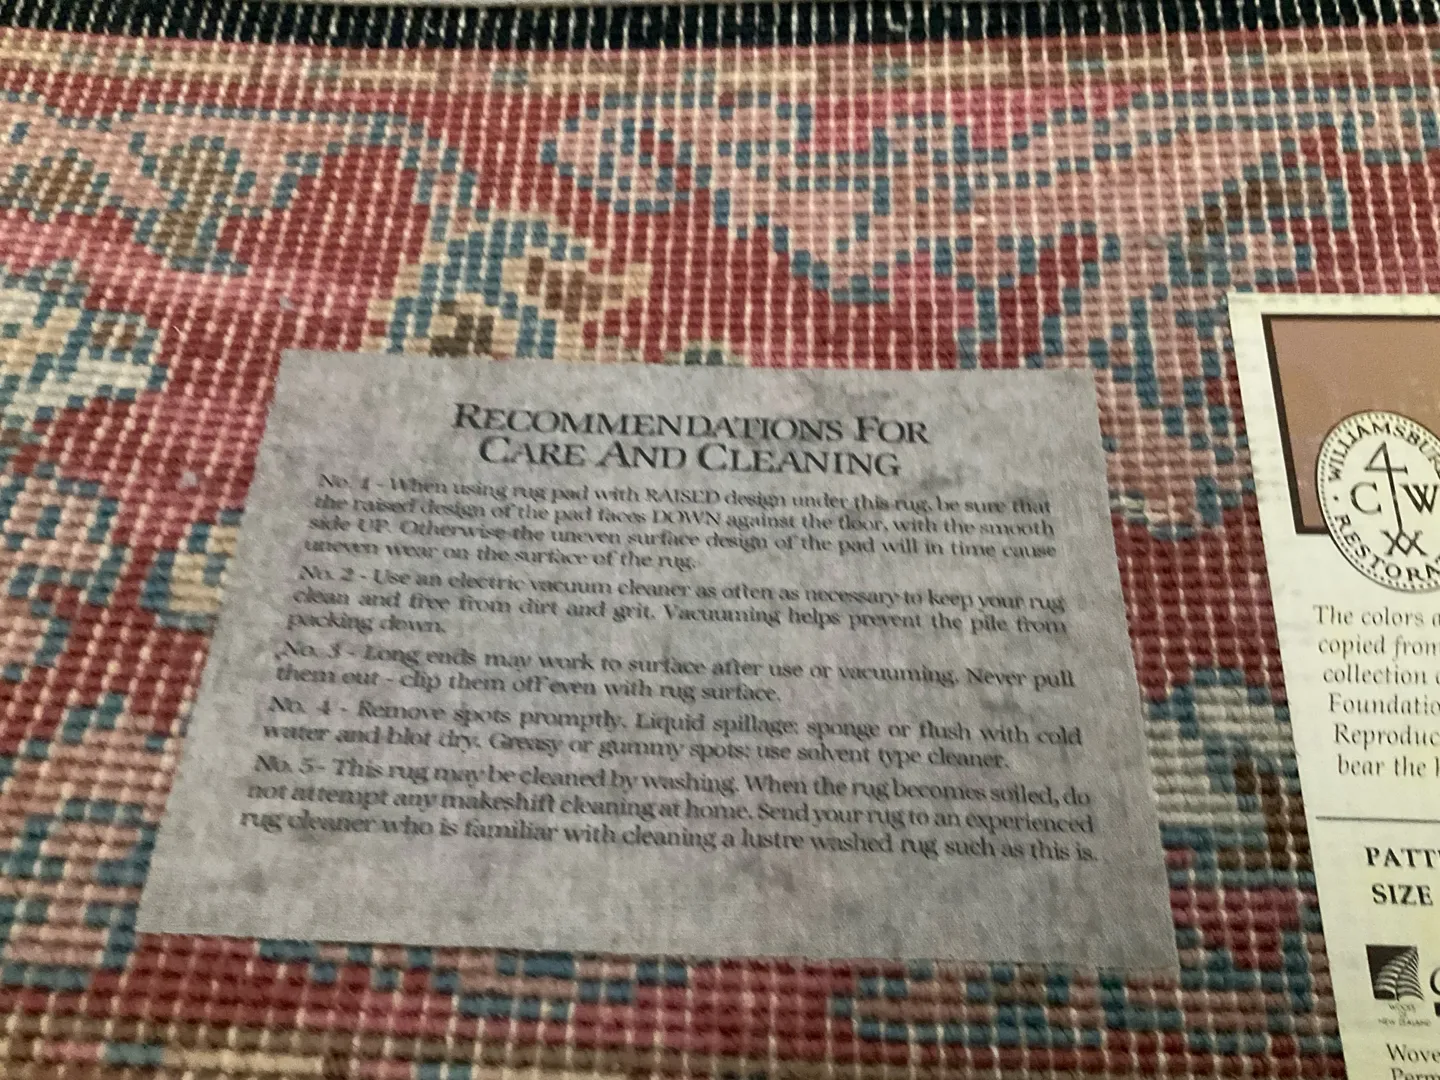 RECOMMENDATIONS FOR
CARE AND CLEANING
No. 1 - When using rug pad with RAISED design under this rug, be sure that
the raised design of the pad faces DOWN against the floor, with the smooth
side UP. Otherwise the uneven surface design of the pad will in time cause
uneven wear on the surface of the rug.
No. 2 - Use an electric vacuum cleaner as often as necessary to keep your rug
clean and free from dirt and grit. Vacuuming helps prevent the pile from
packing down.
No. 3 - Long ends may work to surface after use or vacuuming. Never pull
them out - clip them off even with rug surface.
No. 4 - Remove spots promptly. Liquid spillage: sponge or flush with cold
water and blot dry. Greasy or gummy spots: use solvent type cleaner.
No. 5 - This rug may be cleaned by washing. When the rug becomes soiled, do
not attempt any makeshift cleaning at home. Send your rug to an experienced
rug cleaner who is familiar with cleaning a lustre washed rug such as this is.
WILLIAMSBUR
CW
RESTORA
The colors
copied from
collection
Foundatio
Reproduc
bear the
PATT
SIZE
WOOLS
NEW ZEALAND
Wove
Perm